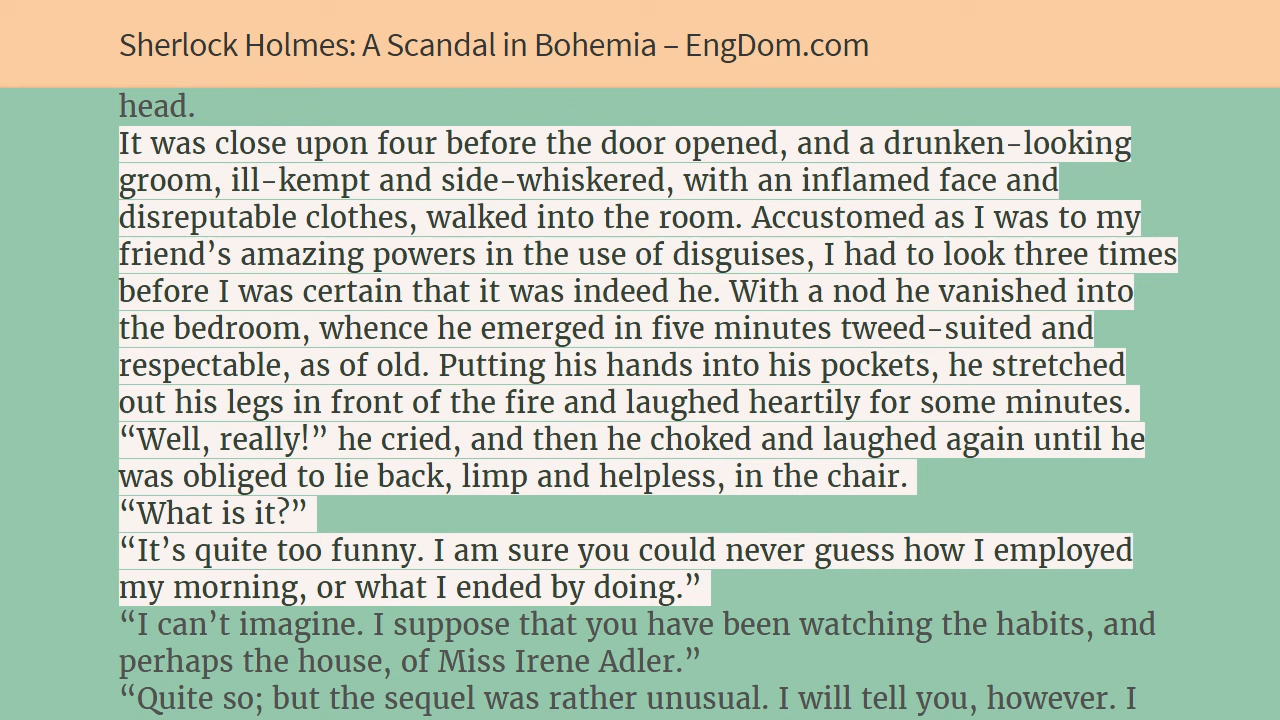 Sherlock Holmes: A Scandal in Bohemia – EngDom.com
head.
It was close upon four before the door opened, and a drunken-looking
groom, ill-kempt and side-whiskered, with an inflamed face and
disreputable clothes, walked into the room. Accustomed as I was to my
friend’s amazing powers in the use of disguises, I had to look three times
before I was certain that it was indeed he. With a nod he vanished into
the bedroom, whence he emerged in five minutes tweed-suited and
respectable, as of old. Putting his hands into his pockets, he stretched
out his legs in front of the fire and laughed heartily for some minutes.
“Well, really!” he cried, and then he choked and laughed again until he
was obliged to lie back, limp and helpless, in the chair.
“What is it?”
“It’s quite too funny. I am sure you could never guess how I employed
my morning, or what I ended by doing.”
“I can’t imagine. I suppose that you have been watching the habits, and
perhaps the house, of Miss Irene Adler.”
“Quite so; but the sequel was rather unusual. I will tell you, however. I